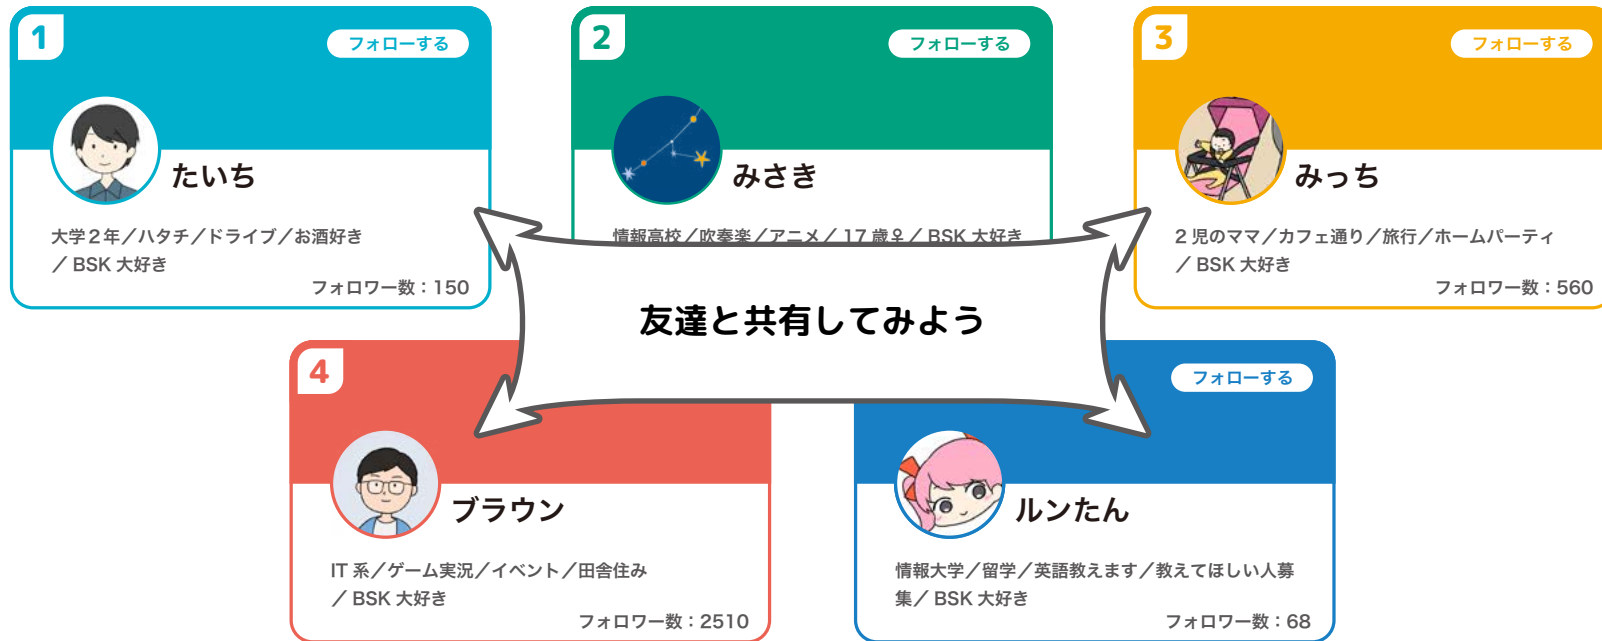 1
フォローする
たいち
大学2年／ハタチ／ドライブ／お酒好き
／BSK 大好き
フォロワー数：150
2
フォローする
みさき
情報高校／吹奏楽／アニメ／17 歳♀／BSK 大好き
3
フォローする
みっち
2 児のママ／カフェ通り／旅行／ホームパーティ
／BSK 大好き
フォロワー数：560
友達と共有してみよう
4
ブラウン
IT 系／ゲーム実況／イベント／田舎住み
／BSK 大好き
フォロワー数：2510
フォローする
ルンたん
情報大学／留学／英語教えます／教えてほしい人募
集／BSK 大好き
フォロワー数：68